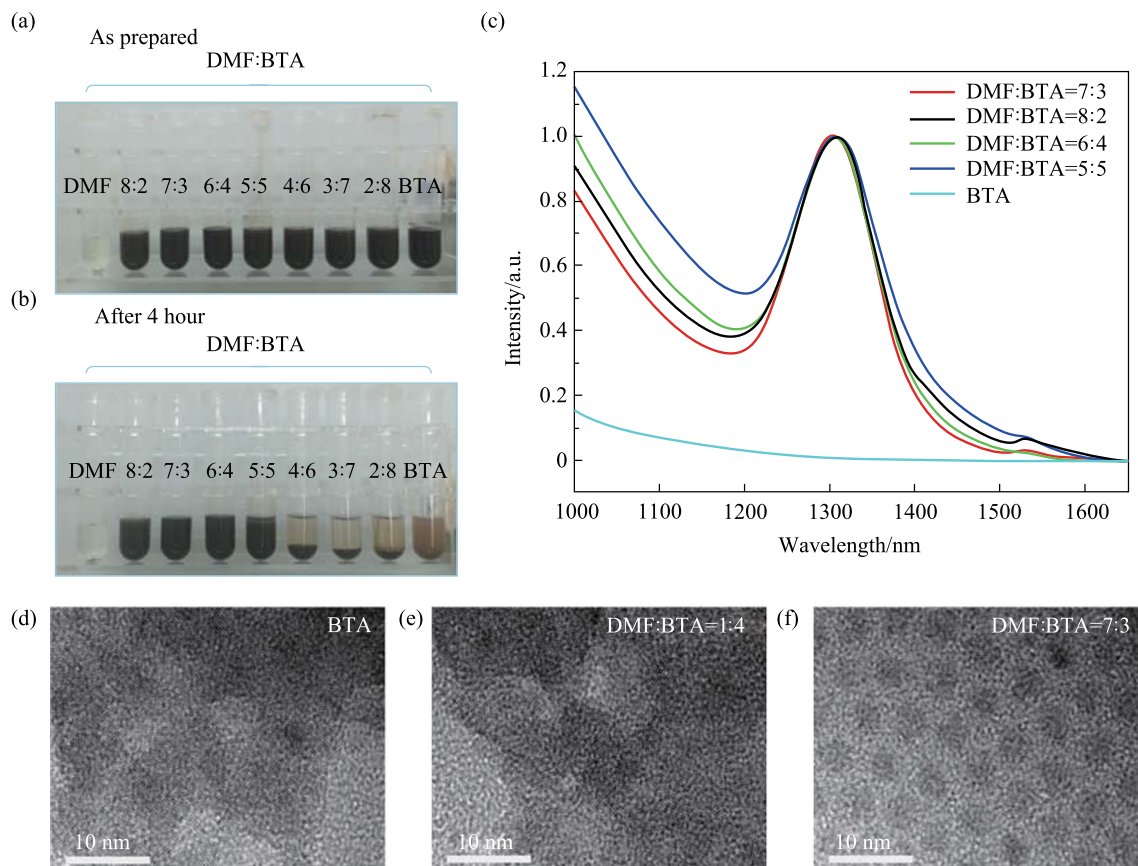 (a)
As prepared
DMF:BTA
DMF 8:2 7:3 6:4 5:5 4:6 3:7 2:8 BTA
(b)
After 4 hour
DMF:BTA
DMF 8:2 7:3 6:4 5:5 4:6 3:7 2:8 BTA
(c)
1.2
1.0
0.8
0.6
0.4
0.2
0
Intensity/a.u.
DMF:BTA=7:3
DMF:BTA=8:2
DMF:BTA=6:4
DMF:BTA=5:5
BTA
1000 1100 1200 1300 1400 1500 1600
Wavelength/nm
(d)
BTA
10 nm
(e)
DMF:BTA=1:4
10 nm
(f)
DMF:BTA=7:3
10 nm